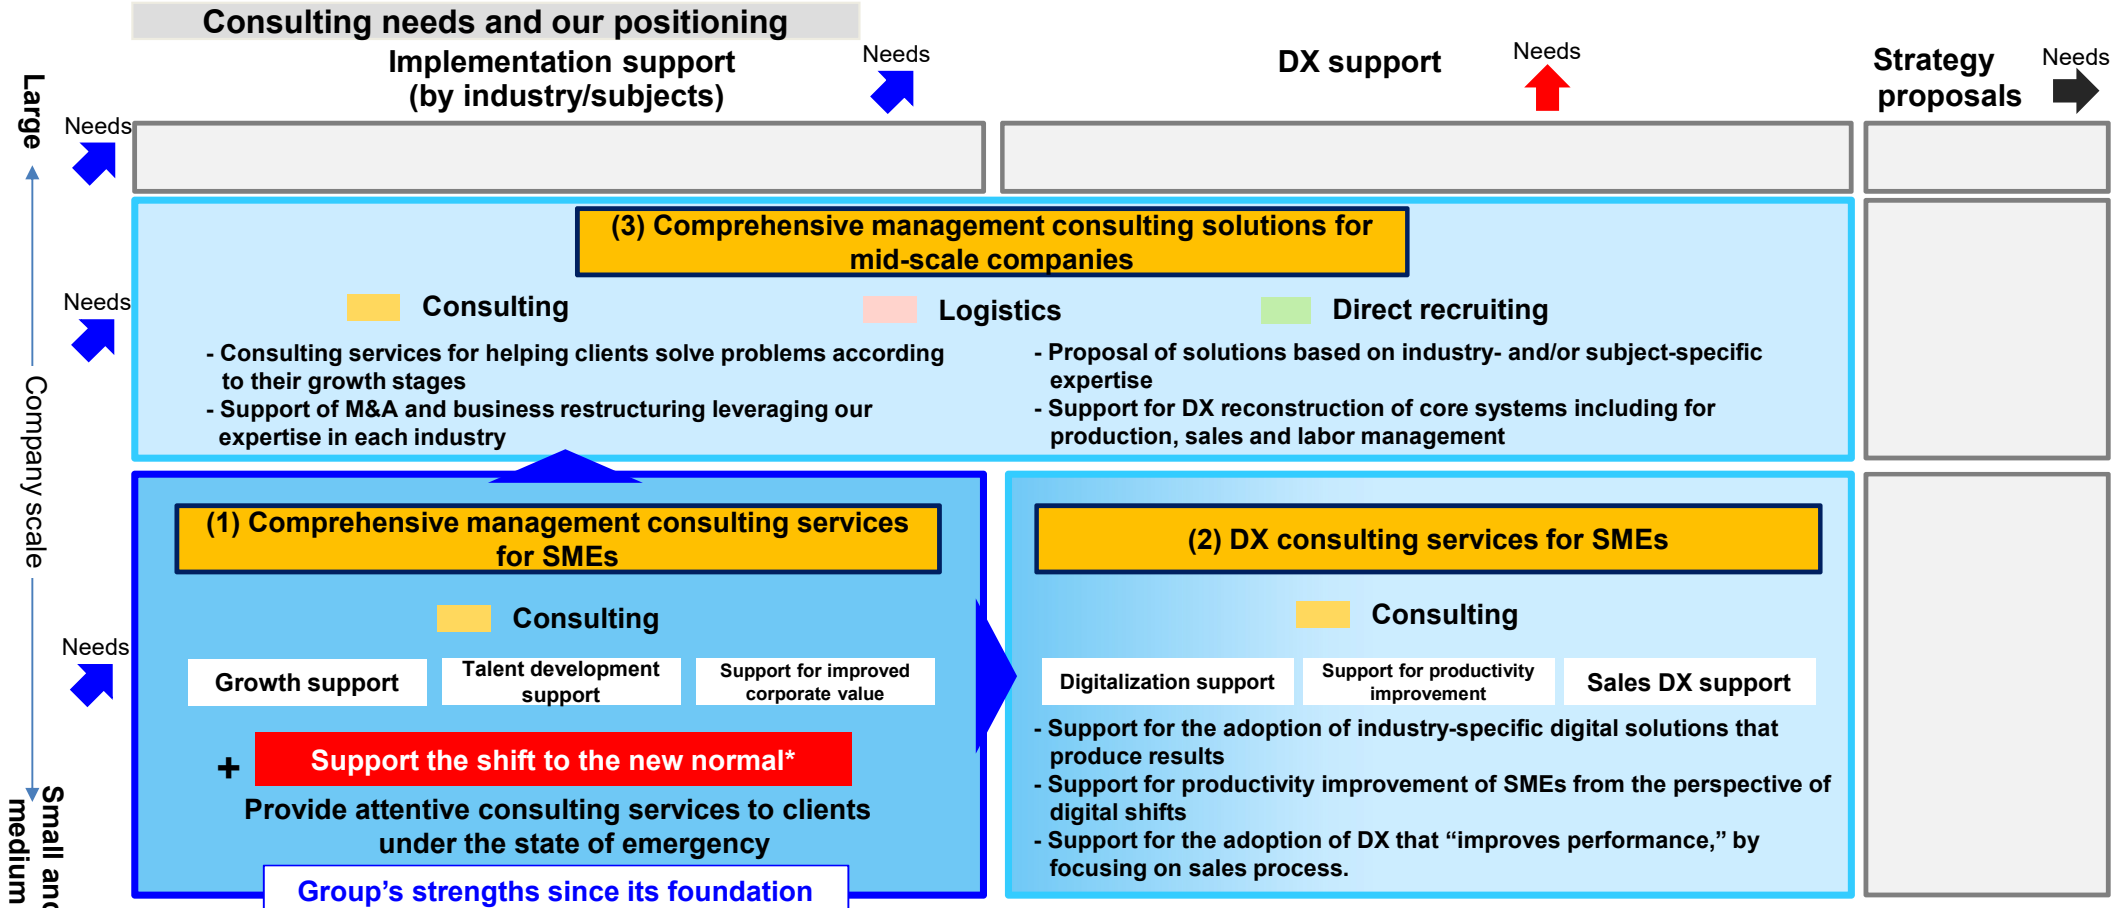 Consulting needs and our positioning
Implementation support
(by industry/subjects)
Needs
DX support
Needs
Strategy
proposals
Needs
Large
Company scale
Small and
medium
Needs
(3) Comprehensive management consulting solutions for
mid-scale companies
Needs
Consulting
Logistics
Direct recruiting
- Consulting services for helping clients solve problems according
to their growth stages
- Support of M&A and business restructuring leveraging our
expertise in each industry
- Proposal of solutions based on industry- and/or subject-specific
expertise
- Support for DX reconstruction of core systems including for
production, sales and labor management
(1) Comprehensive management consulting services
for SMEs
Needs
Consulting
Growth support
Talent development
support
Support for improved
corporate value
+
Support the shift to the new normal*
Provide attentive consulting services to clients
under the state of emergency
Group’s strengths since its foundation
(2) DX consulting services for SMEs
Consulting
Digitalization support
Support for productivity
improvement
Sales DX support
- Support for the adoption of industry-specific digital solutions that
produce results
- Support for productivity improvement of SMEs from the perspective of
digital shifts
- Support for the adoption of DX that “improves performance,” by
focusing on sales process.